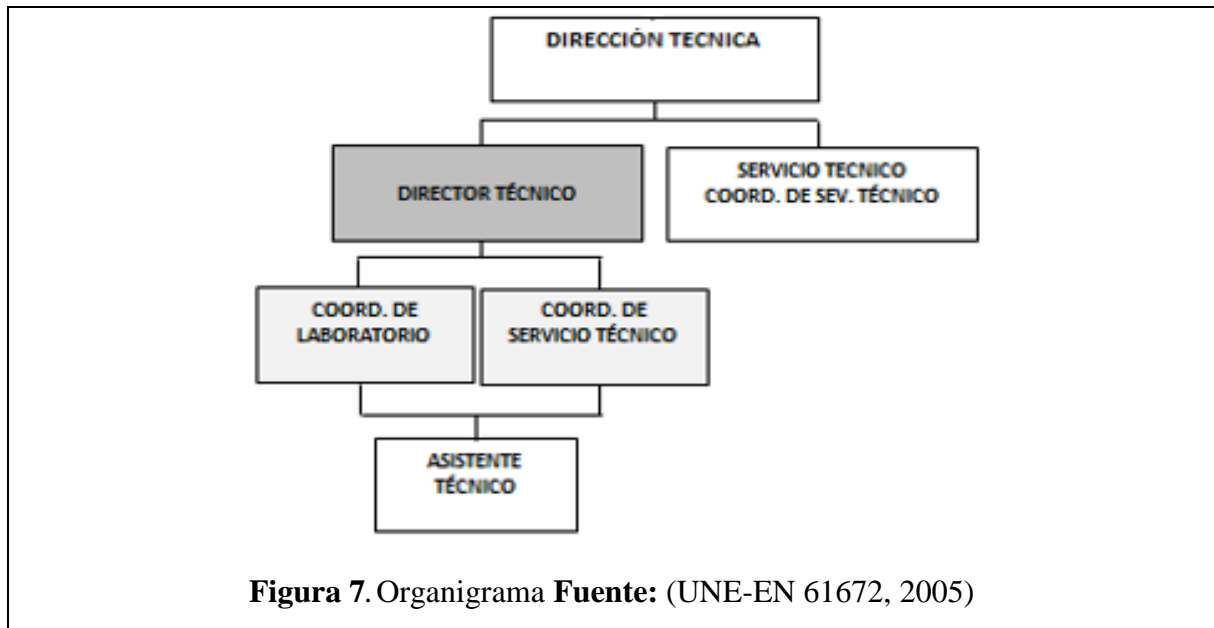 DIRECCIÓN TECNICA
DIRECTOR TÉCNICO
SERVICIO TECNICO
COORD. DE SEV. TÉCNICO
COORD. DE
LABORATORIO
COORD. DE
SERVICIO TÉCNICO
ASISTENTE
TÉCNICO
Figura 7. Organigrama Fuente: (UNE-EN 61672, 2005)